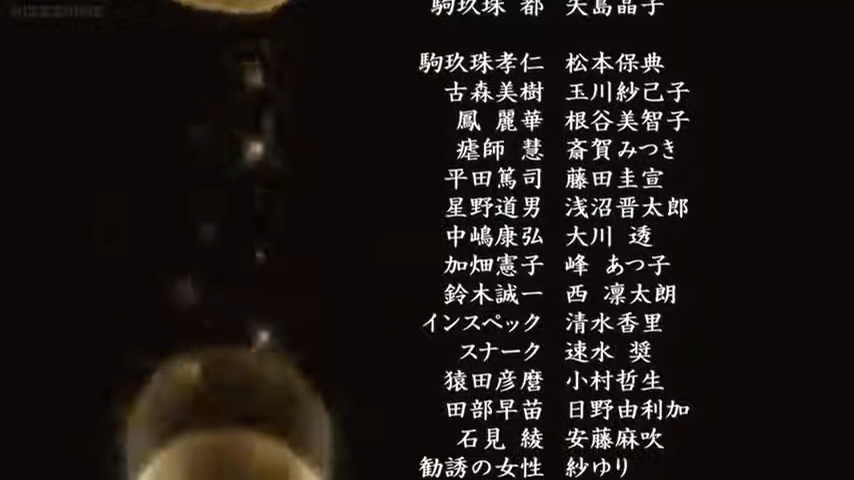 駒玖珠 都 矢島晶子
駒玖珠孝仁 松本保典
古森美樹 玉川紗己子
鳳 麗華 根谷美智子
瘧師 慧 斎賀みつき
平田篤司 藤田圭宣
星野道男 浅沼晋太郎
中嶋康弘 大川 透
加畑憲子 峰 あつ子
鈴木誠一 西 凛太朗
インスペック 清水香里
スナーク 速水 奨
猿田彦麿 小村哲生
田部早苗 日野由利加
石見 綾 安藤麻吹
勧誘の女性 紗ゆり